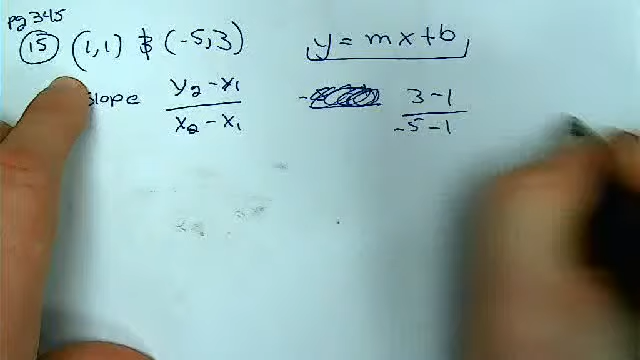 pg 345
15 (1,1) & (-5,3) y = mx+b
slope y2-x1 / x2-x1 3-1 / -5-1